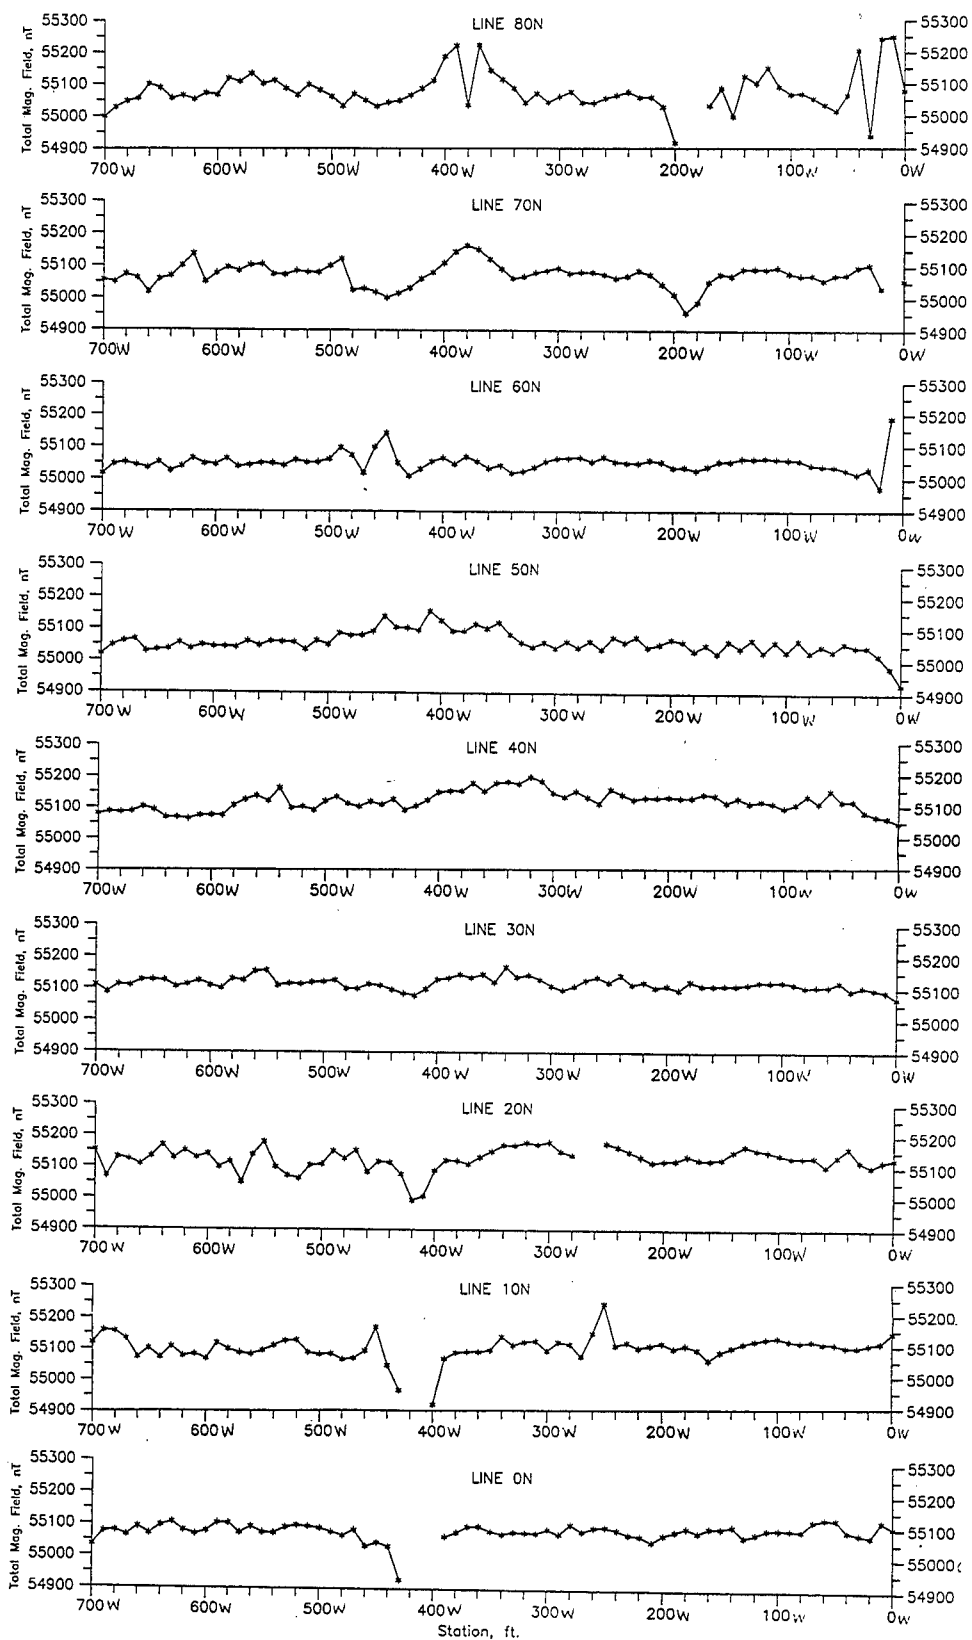 LINE 80N
Total Mag. Field, nT
55300 55300
55200 55200
55100 55100
55000 55000
54900 54900
700W 600W 500W 400W 300W 200W 100W 0W
LINE 70N
Total Mag. Field, nT
55300 55300
55200 55200
55100 55100
55000 55000
54900 54900
700W 600W 500W 400W 300W 200W 100W 0W
LINE 60N
Total Mag. Field, nT
55300 55300
55200 55200
55100 55100
55000 55000
54900 54900
700W 600W 500W 400W 300W 200W 100W 0W
LINE 50N
Total Mag. Field, nT
55300 55300
55200 55200
55100 55100
55000 55000
54900 54900
700W 600W 500W 400W 300W 200W 100W 0W
LINE 40N
Total Mag. Field, nT
55300 55300
55200 55200
55100 55100
55000 55000
54900 54900
700W 600W 500W 400W 300W 200W 100W 0W
LINE 30N
Total Mag. Field, nT
55300 55300
55200 55200
55100 55100
55000 55000
54900 54900
700W 600W 500W 400W 300W 200W 100W 0W
LINE 20N
Total Mag. Field, nT
55300 55300
55200 55200
55100 55100
55000 55000
54900 54900
700W 600W 500W 400W 300W 200W 100W 0W
LINE 10N
Total Mag. Field, nT
55300 55300
55200 55200
55100 55100
55000 55000
54900 54900
700W 600W 500W 400W 300W 200W 100W 0W
LINE 0N
Total Mag. Field, nT
55300 55300
55200 55200
55100 55100
55000 55000
54900 54900
700W 600W 500W 400W 300W 200W 100W 0W
Station, ft.